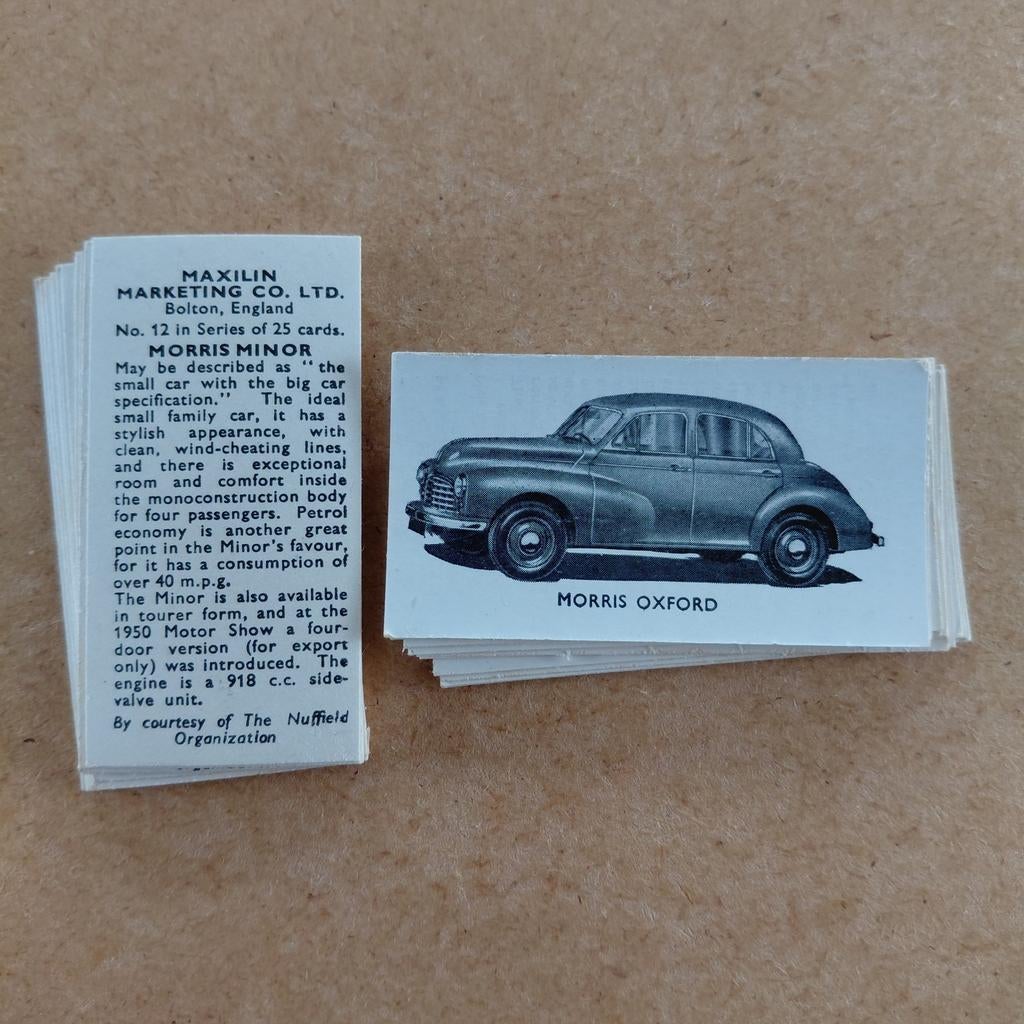 MAXILIN
MARKETING CO. LTD.
Bolton, England
No. 12 in Series of 25 cards.
MORRIS MINOR
May be described as "the
small car with the big car
specification." The ideal
small family car, it has a
stylish appearance, with
clean, wind-cheating lines,
and there is exceptional
room and comfort inside
the monoconstruction body
for four passengers. Petrol
economy is another great
point in the Minor's favour,
for it has a consumption of
over 40 m.p.g.
The Minor is also available
in tourer form, and at the
1950 Motor Show a four-
door version (for export
only) was introduced. The
engine is a 918 c.c. side-
valve unit.
By courtesy of The Nuffield
Organization
MORRIS OXFORD